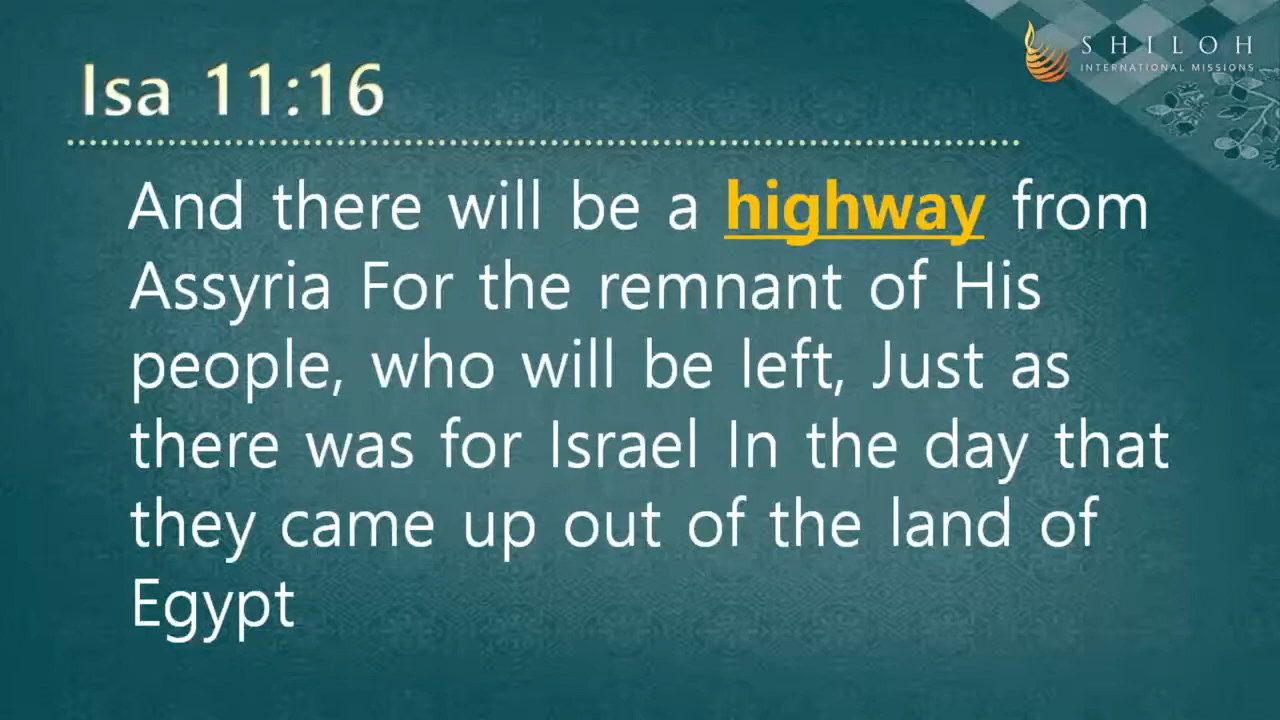 SHILOH
INTERNATIONAL MISSIONS
Isa 11:16
And there will be a highway from
Assyria For the remnant of His
people, who will be left, Just as
there was for Israel In the day that
they came up out of the land of
Egypt